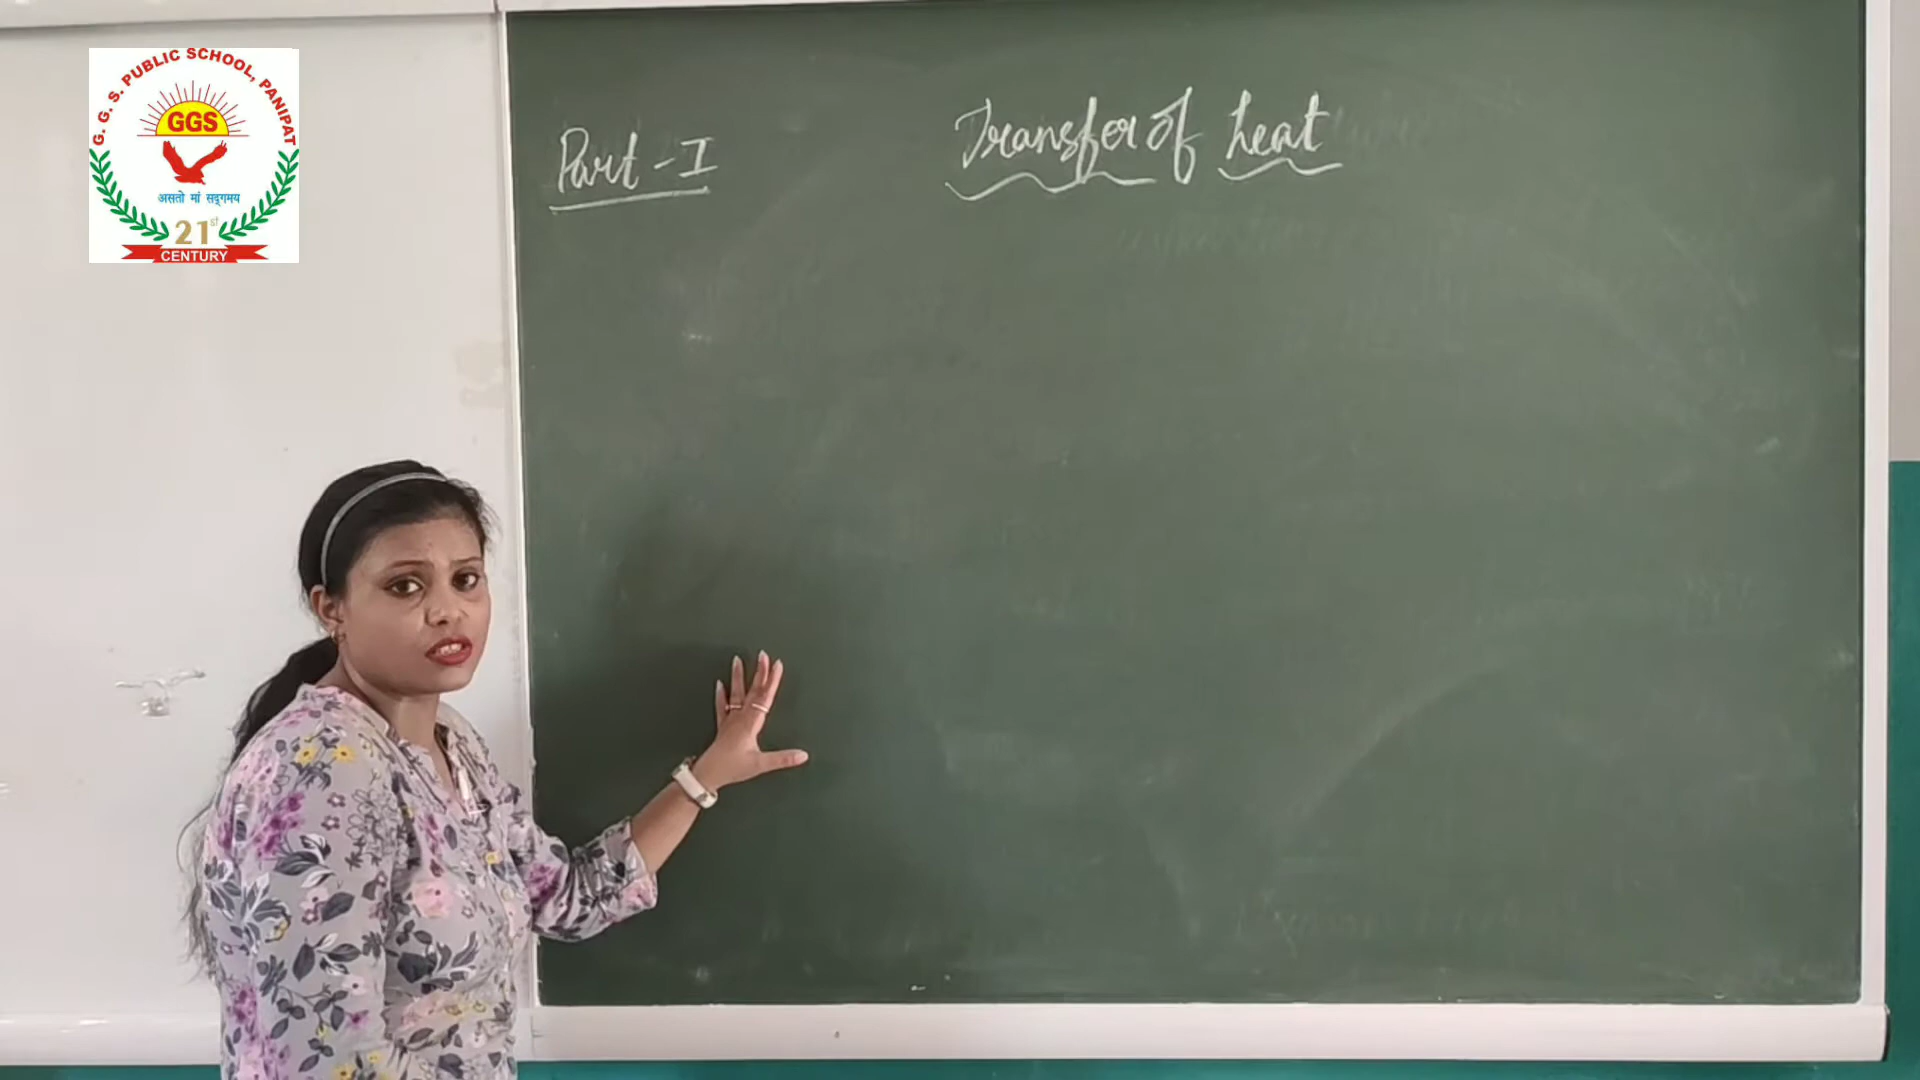 G. G. S. PUBLIC SCHOOL, PANIPAT
GGS
असतो मां सद्गमय
21st
CENTURY
Part - I
Transfer of heat